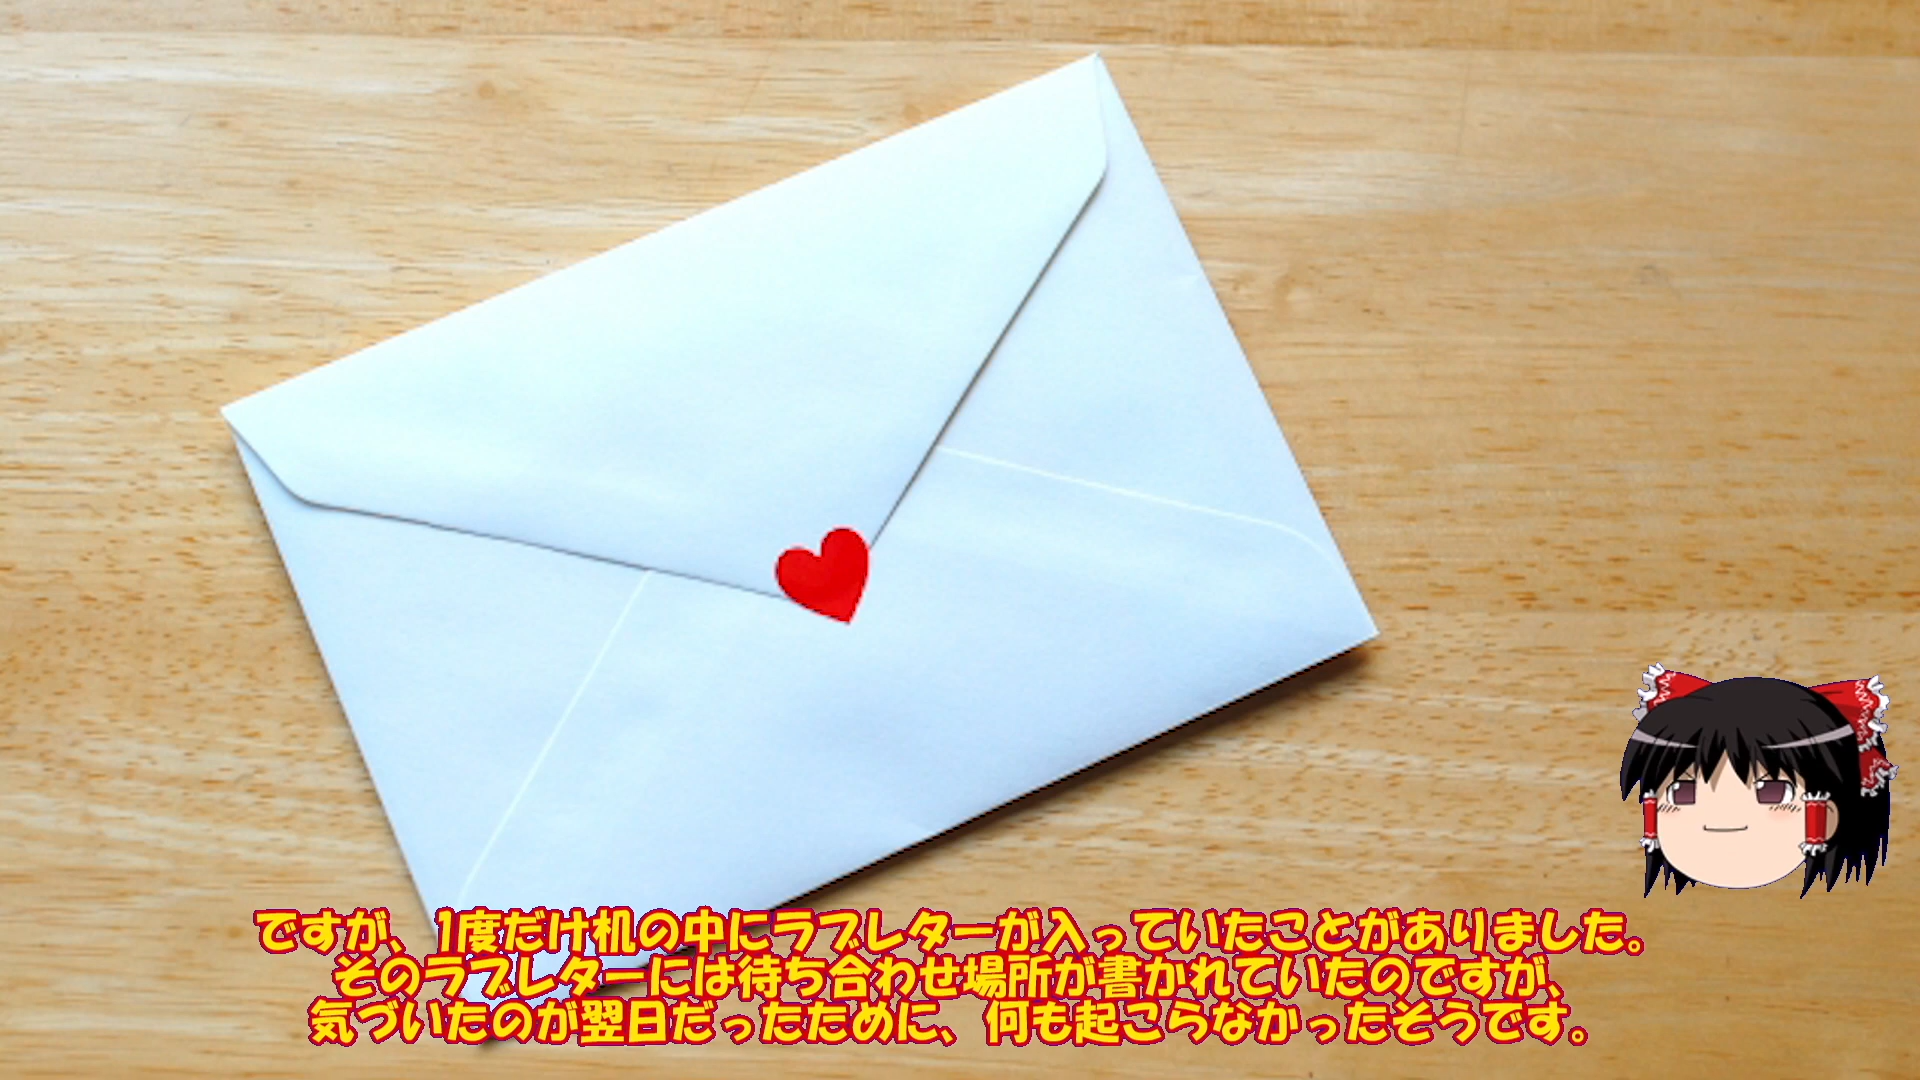 ですが、1度だけ机の中にラブレターが入っていたことがありました。
そのラブレターには待ち合わせ場所が書かれていたのですが、
気づいたのが翌日だったために、何も起こらなかったそうです。